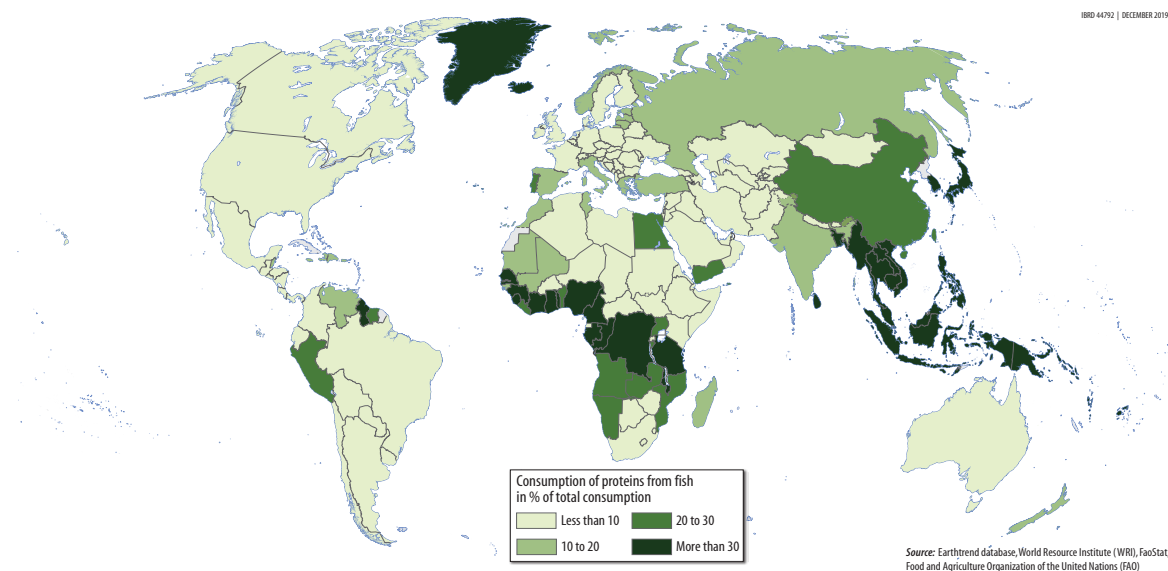 IBRD 44792 | DECEMBER 2019
Consumption of proteins from fish
in % of total consumption
Less than 10
20 to 30
10 to 20
More than 30
Source: Earthtrend database, World Resource Institute (WRI), FaoStat,
Food and Agriculture Organization of the United Nations (FAO)